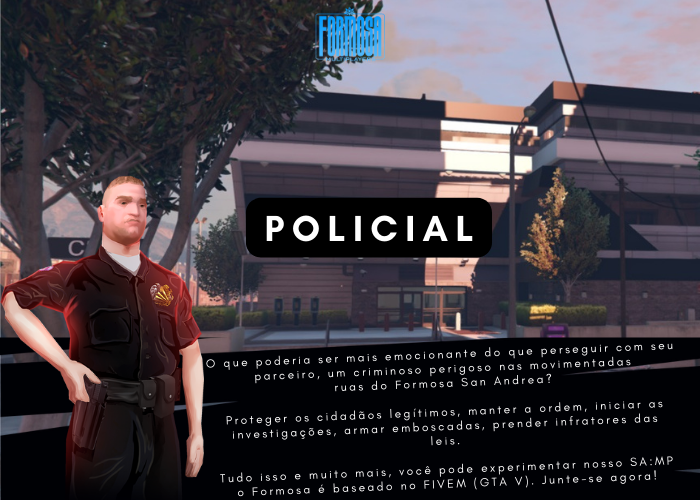 FORMOSA
POLICIAL
O que poderia ser mais emocionante do que perseguir com seu
parceiro, um criminoso perigoso nas movimentadas
ruas do Formosa San Andrea?
Proteger os cidadãos legítimos, manter a ordem, iniciar as
investigações, armar emboscadas, prender infratores das
leis.
Tudo isso e muito mais, você pode experimentar nosso SA:MP
o Formosa é baseado no FIVEM (GTA V). Junte-se agora!